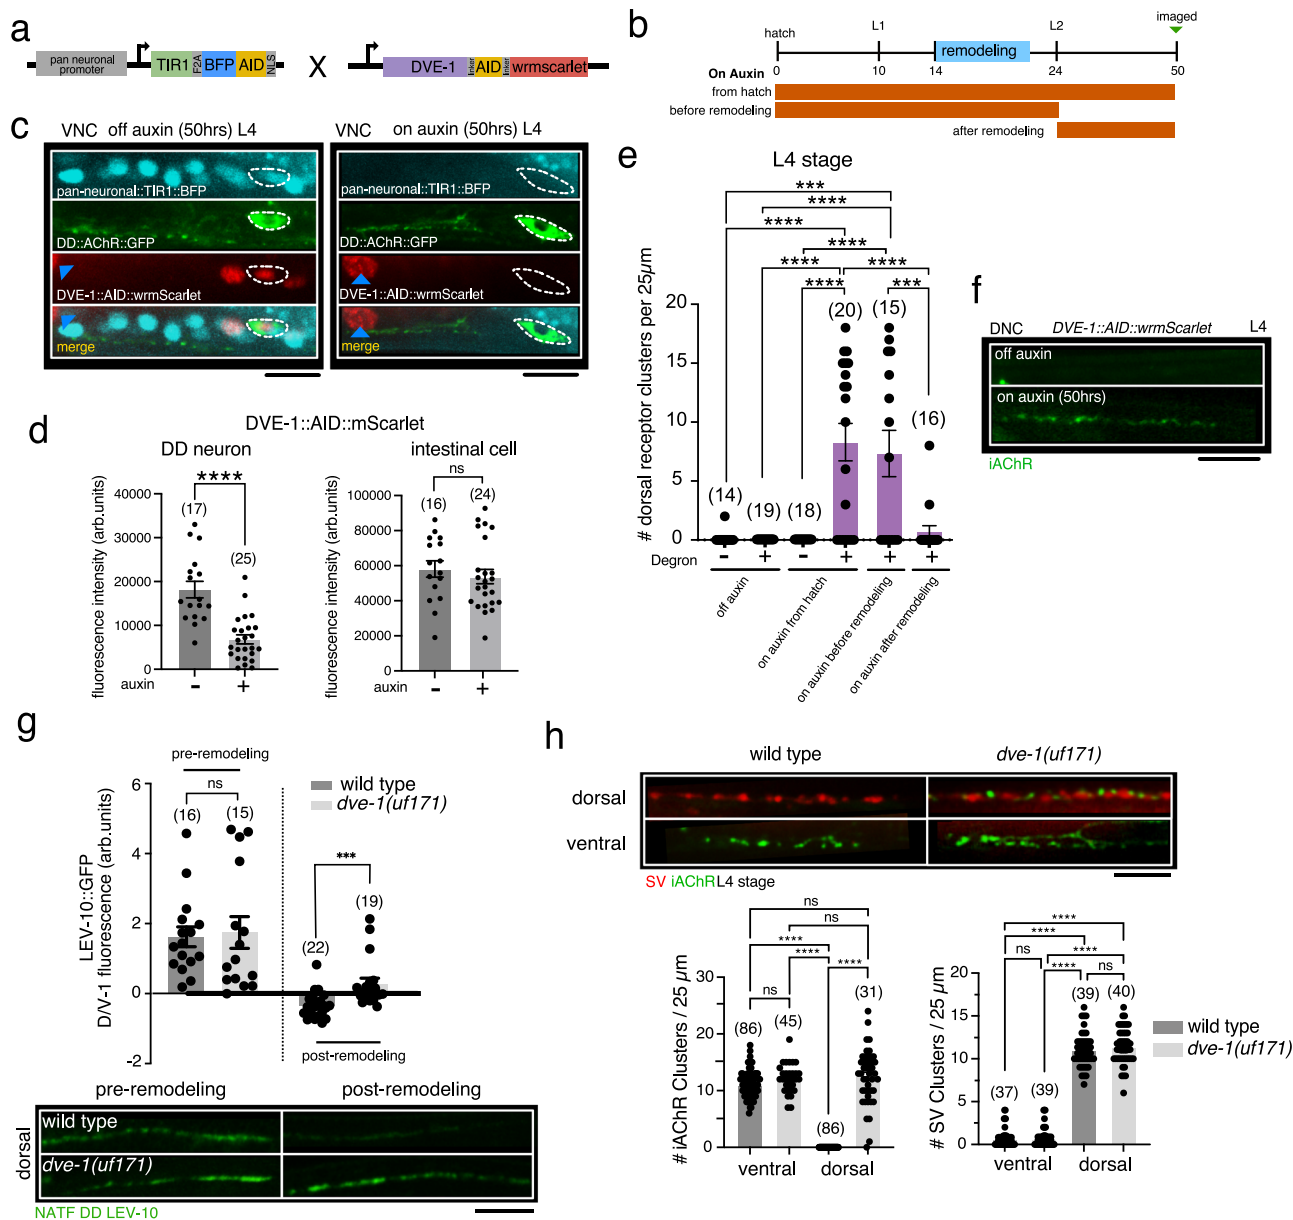 a
pan neuronal promoter
TIR1 F2A BFP AID NLS
X
DVE-1 linker AID linker wrmscarlet
b
imaged
hatch L1 L2
remodeling
On Auxin 0 10 14 24 50
from hatch
before remodeling
after remodeling
c
VNC off auxin (50hrs) L4
pan-neuronal::TIR1::BFP
DD::AChR::GFP
DVE-1::AID::wrmScarlet
merge
VNC on auxin (50hrs) L4
pan-neuronal::TIR1::BFP
DD::AChR::GFP
DVE-1::AID::wrmScarlet
merge
d
DVE-1::AID::mScarlet
DD neuron
****
(17) (25)
fluorescence intensity (arb.units)
40000
30000
20000
10000
0
auxin - +
intestinal cell
ns
(16) (24)
fluorescence intensity (arb.units)
100000
80000
60000
40000
20000
0
auxin - +
e
L4 stage
***
****
****
****
**** ****
**** ***
# dorsal receptor clusters per 25µm
20
15
10
5
0
(14) (19) (18) (20) (15) (16)
Degron - + - + + +
off auxin
on auxin from hatch
on auxin before remodeling
on auxin after remodeling
f
DNC DVE-1::AID::wrmScarlet L4
off auxin
on auxin (50hrs)
iAChR
g
pre-remodeling
ns
(16) (15)
wild type
dve-1(uf171)
***
(22) (19)
LEV-10::GFP
D/V-1 fluorescence (arb.units)
6
4
2
0
-2
post-remodeling
pre-remodeling post-remodeling
dorsal
wild type
dve-1(uf171)
NATF DD LEV-10
h
wild type dve-1(uf171)
dorsal
ventral
SV iAChR L4 stage
ns
ns
****
****
ns ****
# iAChR Clusters / 25 µm
30
20
10
0
(86) (45) (86) (31)
ventral dorsal
****
****
ns ****
**** ns
# SV Clusters / 25 µm
20
15
10
5
0
(37) (39) (39) (40)
ventral dorsal
wild type
dve-1(uf171)